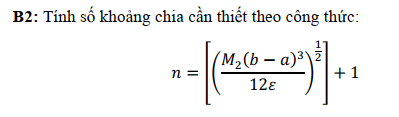 B2: Tính số khoảng chia cần thiết theo công thức:
n = [(M₂(b − a)³/12ε)^(1/2)] + 1